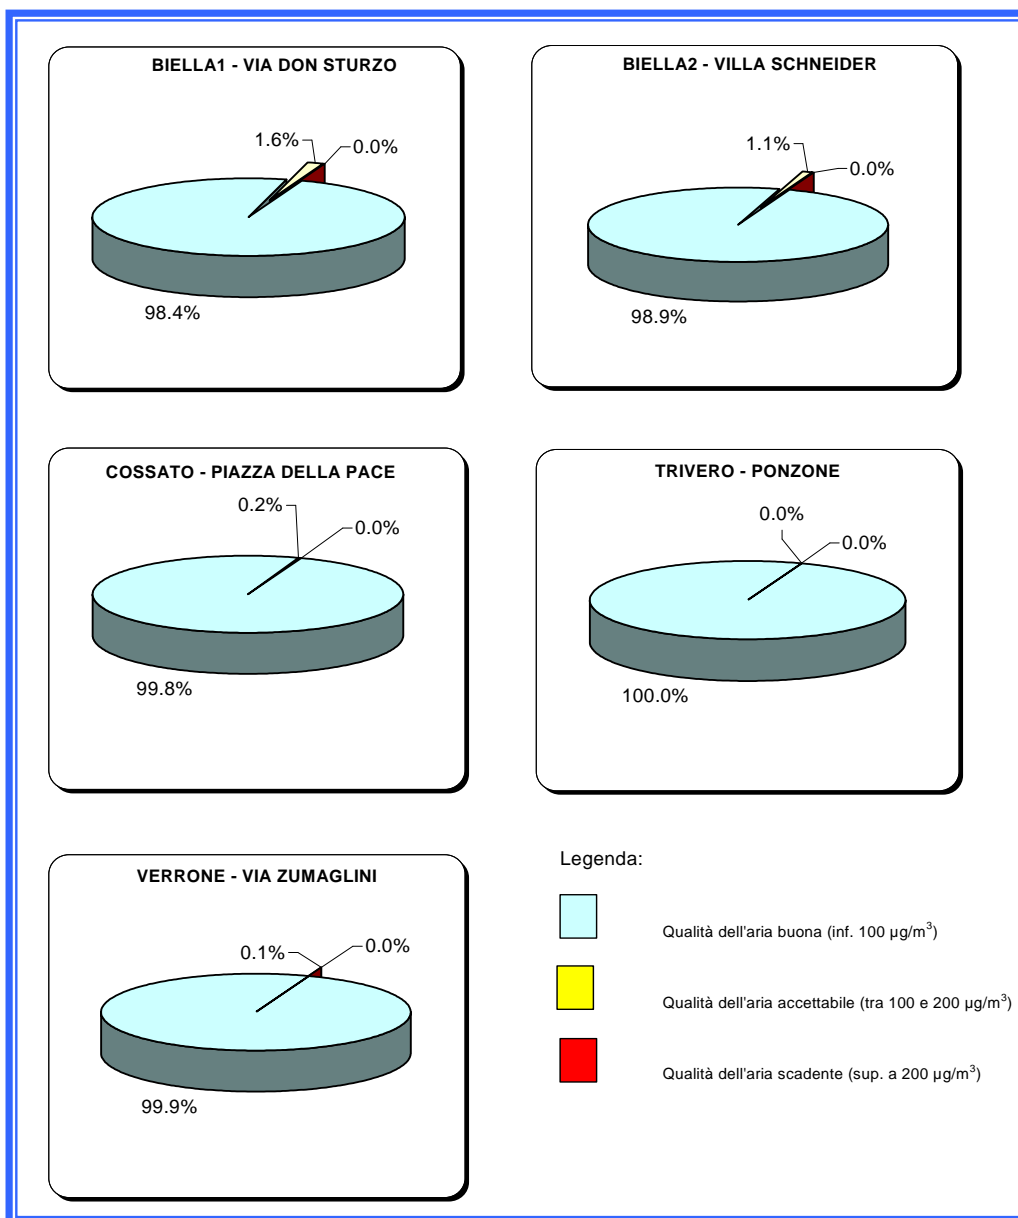 BIELLA1 - VIA DON STURZO
1.6%
0.0%
98.4%
BIELLA2 - VILLA SCHNEIDER
1.1%
0.0%
98.9%
COSSATO - PIAZZA DELLA PACE
0.2%
0.0%
99.8%
TRIVERO - PONZONE
0.0%
0.0%
100.0%
VERRONE - VIA ZUMAGLINI
0.1%
0.0%
99.9%
Legenda:
Qualità dell'aria buona (inf. 100 µg/m³)
Qualità dell'aria accettabile (tra 100 e 200 µg/m³)
Qualità dell'aria scadente (sup. a 200 µg/m³)